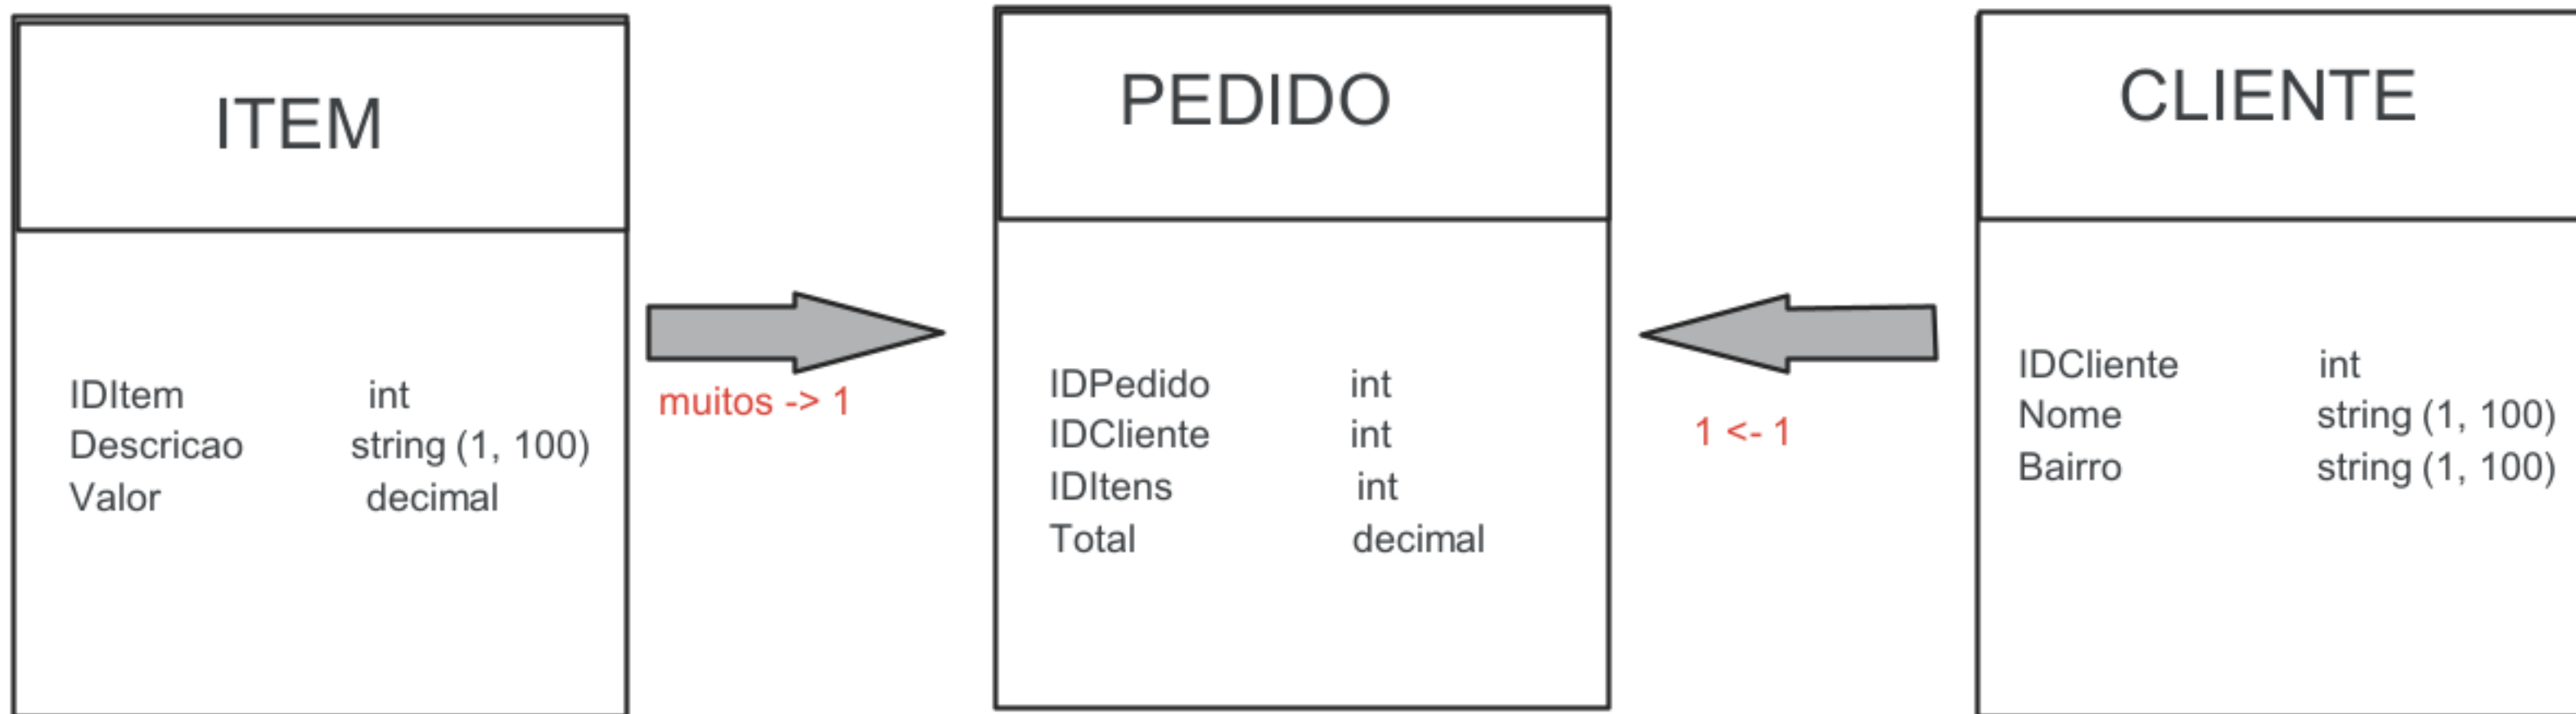 ITEM
IDItem int
Descricao string (1, 100)
Valor decimal
muitos -> 1
PEDIDO
IDPedido int
IDCliente int
IDItens int
Total decimal
1 <- 1
CLIENTE
IDCliente int
Nome string (1, 100)
Bairro string (1, 100)